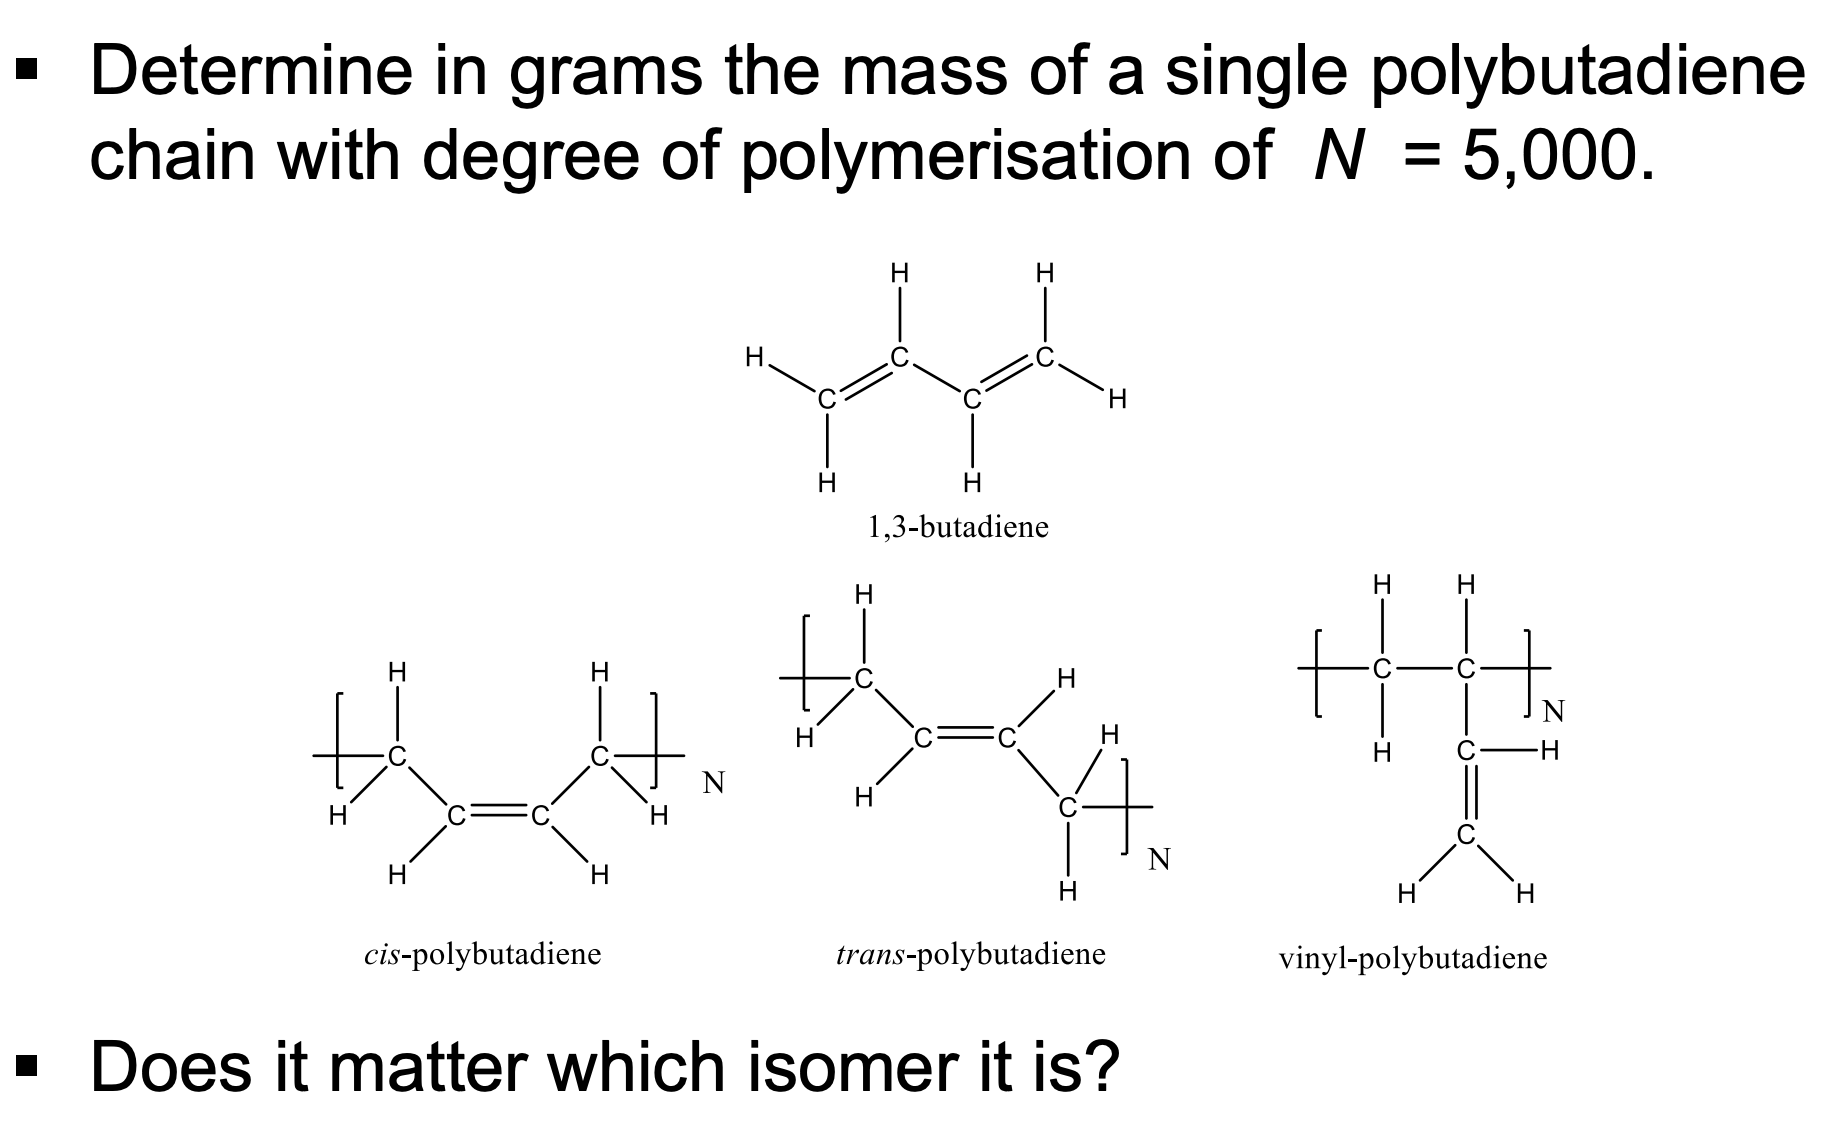 ▪ Determine in grams the mass of a single polybutadiene
chain with degree of polymerisation of N = 5,000.
H H
H C C C C H
H H
1,3-butadiene
H H
C C N
H C C H
H H
cis-polybutadiene
H
C H
H C C H
H C
N
H
trans-polybutadiene
H H
C C
N
H C H
C
H H
vinyl-polybutadiene
▪ Does it matter which isomer it is?